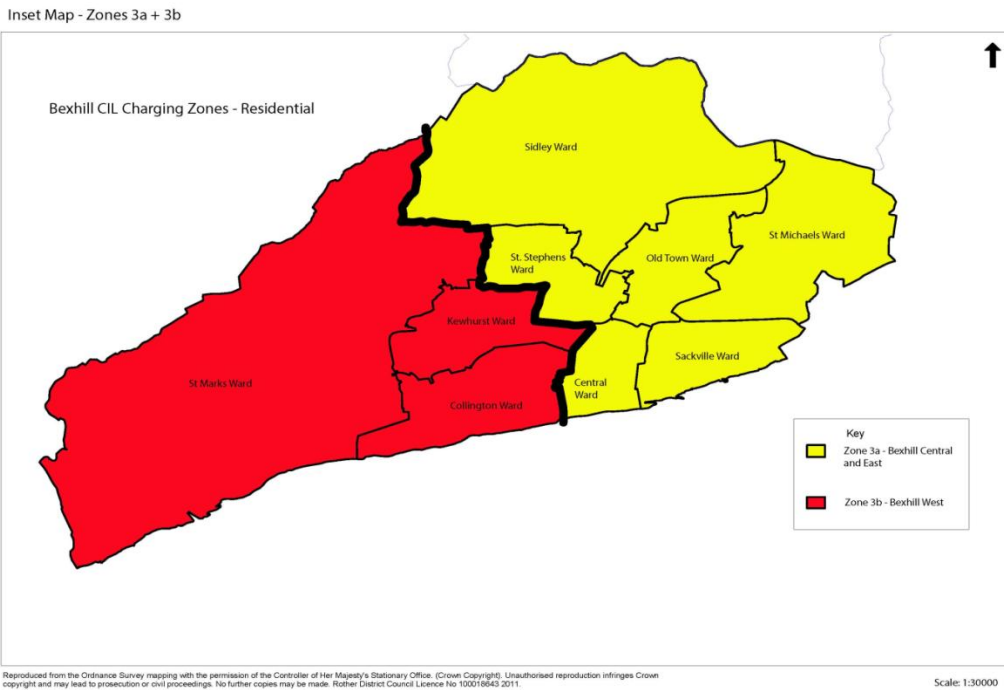 Inset Map - Zones 3a + 3b
Bexhill CIL Charging Zones - Residential
Sidley Ward
St Michaels Ward
St. Stephens
Ward
Old Town Ward
Kewhurst Ward
Sackville Ward
St Marks Ward
Central
Ward
Collington Ward
Key
Zone 3a - Bexhill Central
and East
Zone 3b - Bexhill West
Reproduced from the Ordnance Survey mapping with the permission of the Controller of Her Majesty's Stationary Office. (Crown Copyright). Unauthorised reproduction infringes Crown
copyright and may lead to prosecution or civil proceedings. No further copies may be made. Rother District Council Licence No 100018643 2011.
Scale: 1:30000